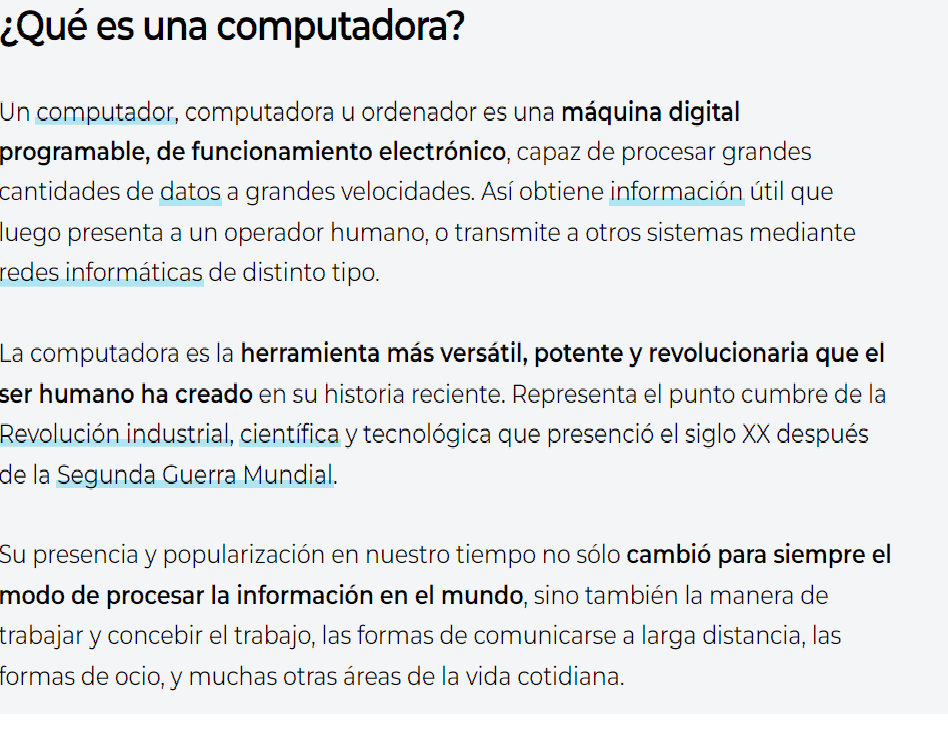 ¿Qué es una computadora?
Un computador, computadora u ordenador es una máquina digital
programable, de funcionamiento electrónico, capaz de procesar grandes
cantidades de datos a grandes velocidades. Así obtiene información útil que
luego presenta a un operador humano, o transmite a otros sistemas mediante
redes informáticas de distinto tipo.
La computadora es la herramienta más versátil, potente y revolucionaria que el
ser humano ha creado en su historia reciente. Representa el punto cumbre de la
Revolución industrial, científica y tecnológica que presenció el siglo XX después
de la Segunda Guerra Mundial.
Su presencia y popularización en nuestro tiempo no sólo cambió para siempre el
modo de procesar la información en el mundo, sino también la manera de
trabajar y concebir el trabajo, las formas de comunicarse a larga distancia, las
formas de ocio, y muchas otras áreas de la vida cotidiana.